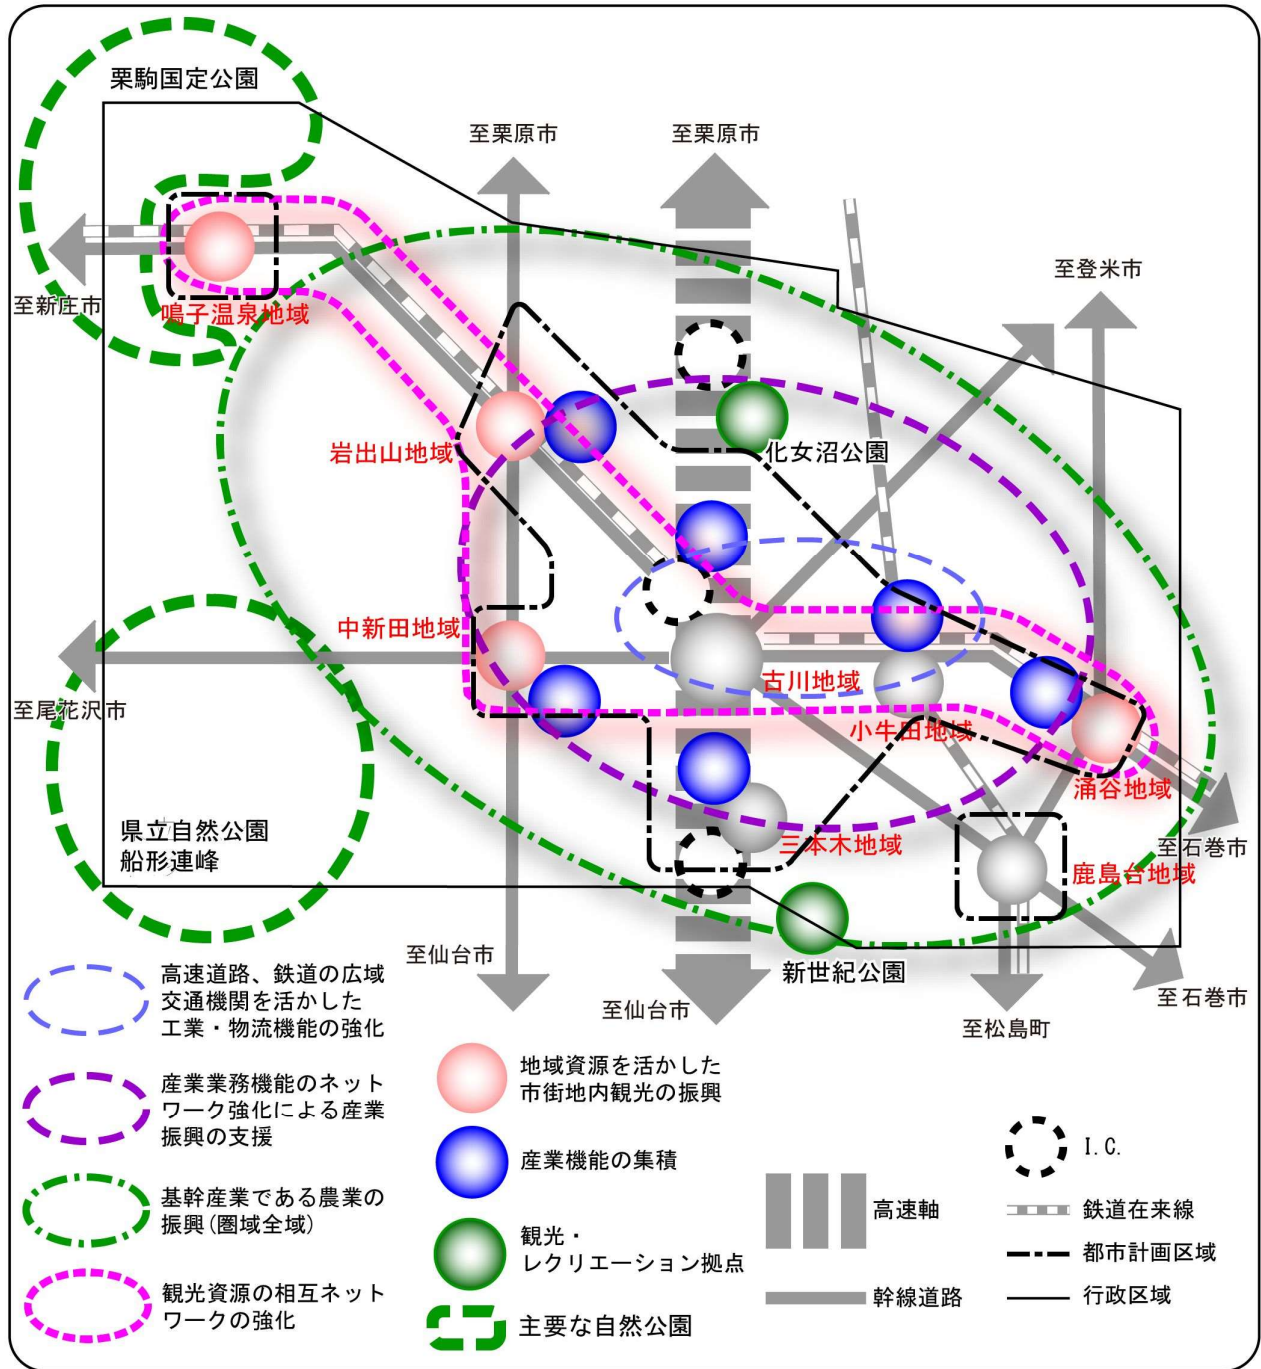 栗駒国定公園
至栗原市
至栗原市
至登米市
至新庄市
鳴子温泉地域
岩出山地域
化女沼公園
中新田地域
古川地域
至尾花沢市
小牛田地域
涌谷地域
県立自然公園
船形連峰
三本木地域
至石巻市
鹿島台地域
至仙台市
新世紀公園
至石巻市
至仙台市
至松島町
高速道路、鉄道の広域
交通機関を活かした
工業・物流機能の強化
産業業務機能のネット
ワーク強化による産業
振興の支援
基幹産業である農業の
振興(圏域全域)
観光資源の相互ネット
ワークの強化
地域資源を活かした
市街地内観光の振興
産業機能の集積
観光・
レクリエーション拠点
主要な自然公園
高速軸
幹線道路
I.C.
鉄道在来線
都市計画区域
行政区域